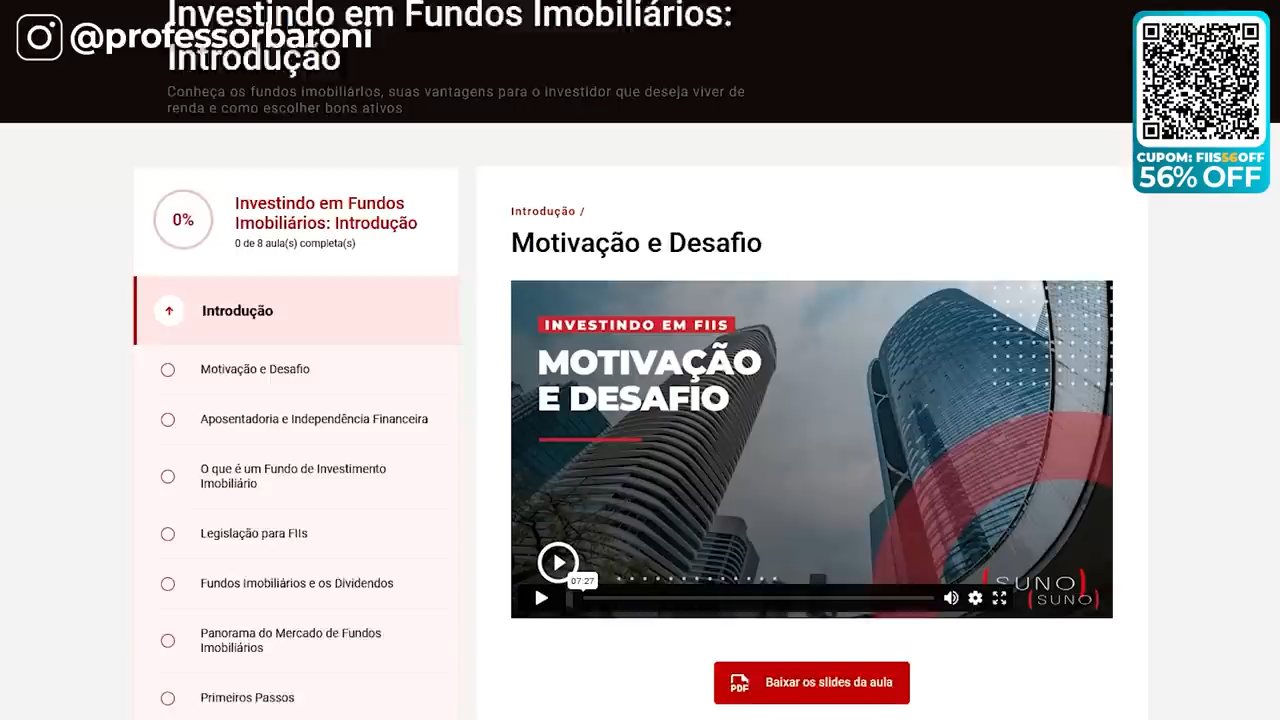 Investindo em Fundos Imobiliários:
Introdução
@professorbaroni
Conheça os fundos imobiliários, suas vantagens para o investidor que deseja viver de
renda e como escolher bons ativos
CUPOM: FIIS56OFF
56% OFF
0%
Investindo em Fundos
Imobiliários: Introdução
0 de 8 aula(s) completa(s)
Introdução
Motivação e Desafio
Aposentadoria e Independência Financeira
O que é um Fundo de Investimento
Imobiliário
Legislação para FIIs
Fundos Imobiliários e os Dividendos
Panorama do Mercado de Fundos
Imobiliários
Primeiros Passos
Introdução /
Motivação e Desafio
INVESTINDO EM FIIS
MOTIVAÇÃO
E DESAFIO
07:27
(SUNO)
(SUNO)
PDF
Baixar os slides da aula